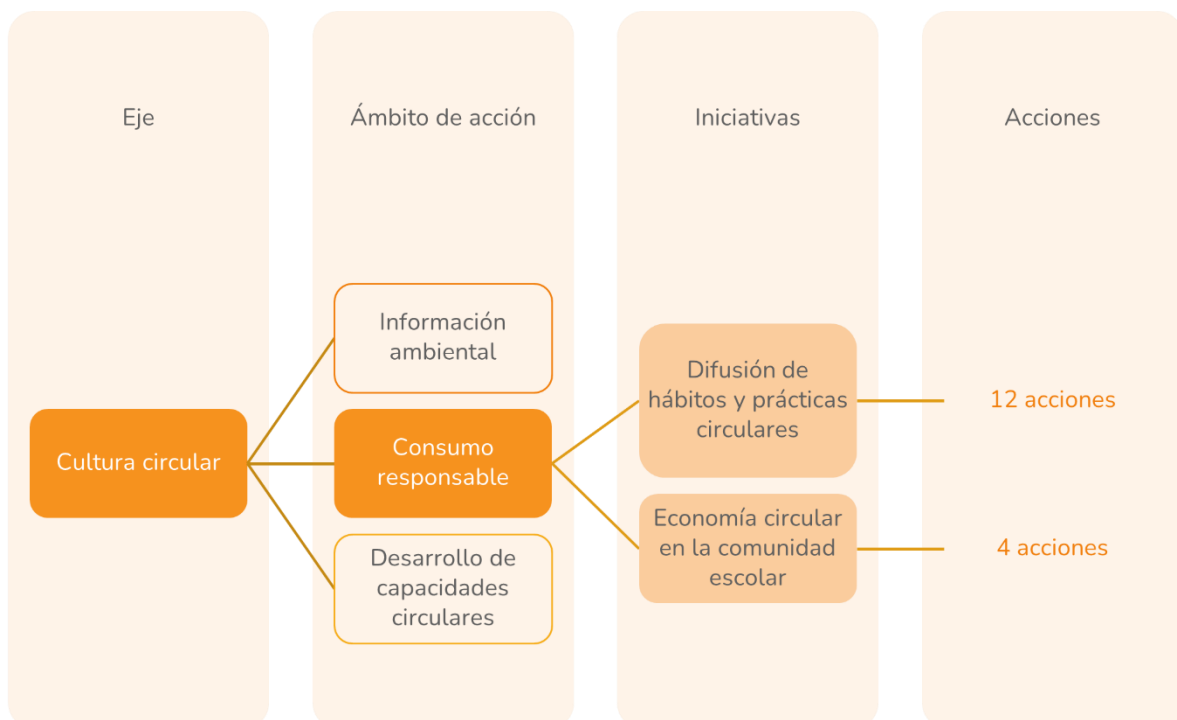 Eje
Ámbito de acción
Iniciativas
Acciones
Cultura circular
Información
ambiental
Consumo
responsable
Desarrollo de
capacidades
circulares
Difusión de
hábitos y prácticas
circulares
Economía circular
en la comunidad
escolar
12 acciones
4 acciones